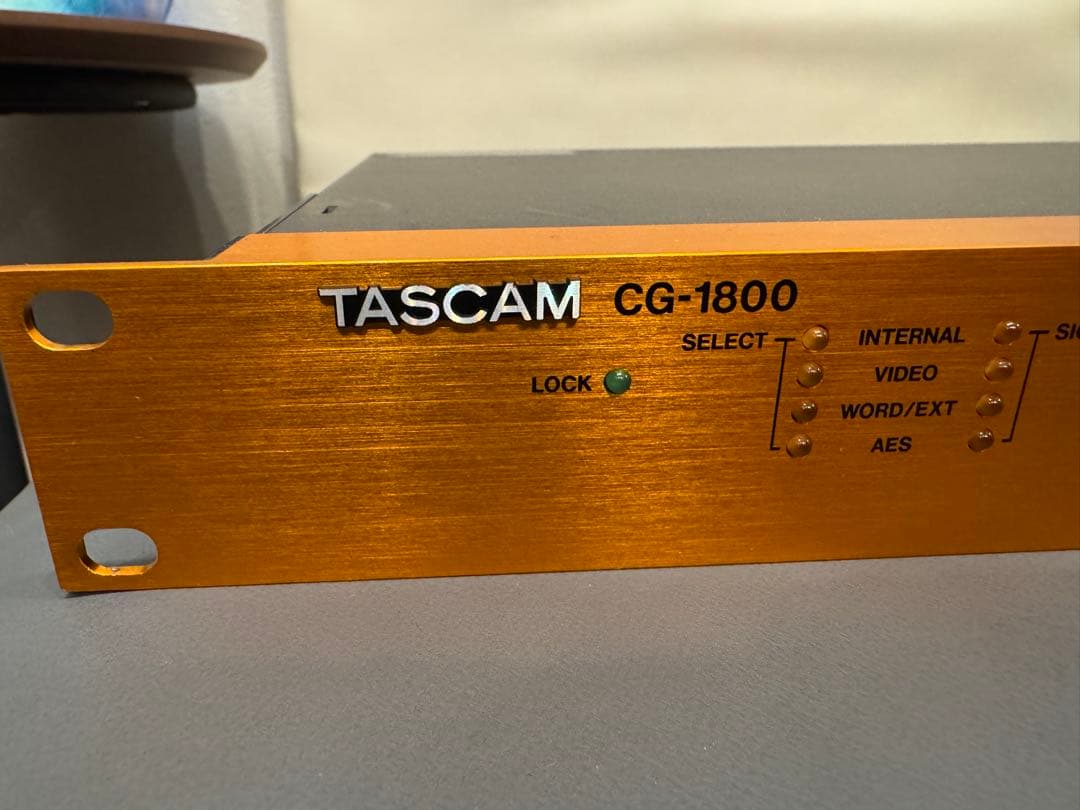 TASCAM CG-1800
SELECT INTERNAL
LOCK VIDEO
WORD/EXT
AES